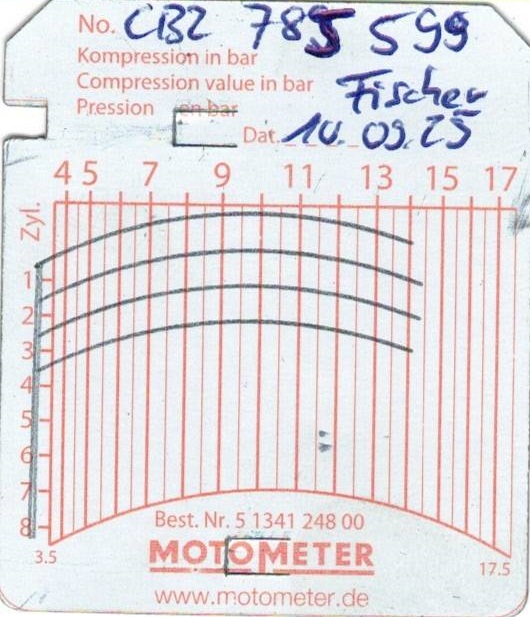 No. CBZ 785 599
Kompression in bar
Compression value in bar
Fischer
Pression en bar
Dat. 10.09.25
4 5 7 9 11 13 15 17
Zyl.
1
2
3
4
5
6
7
8
3.5
17.5
Best. Nr. 5 1341 248 00
MOTOMETER
www.motometer.de